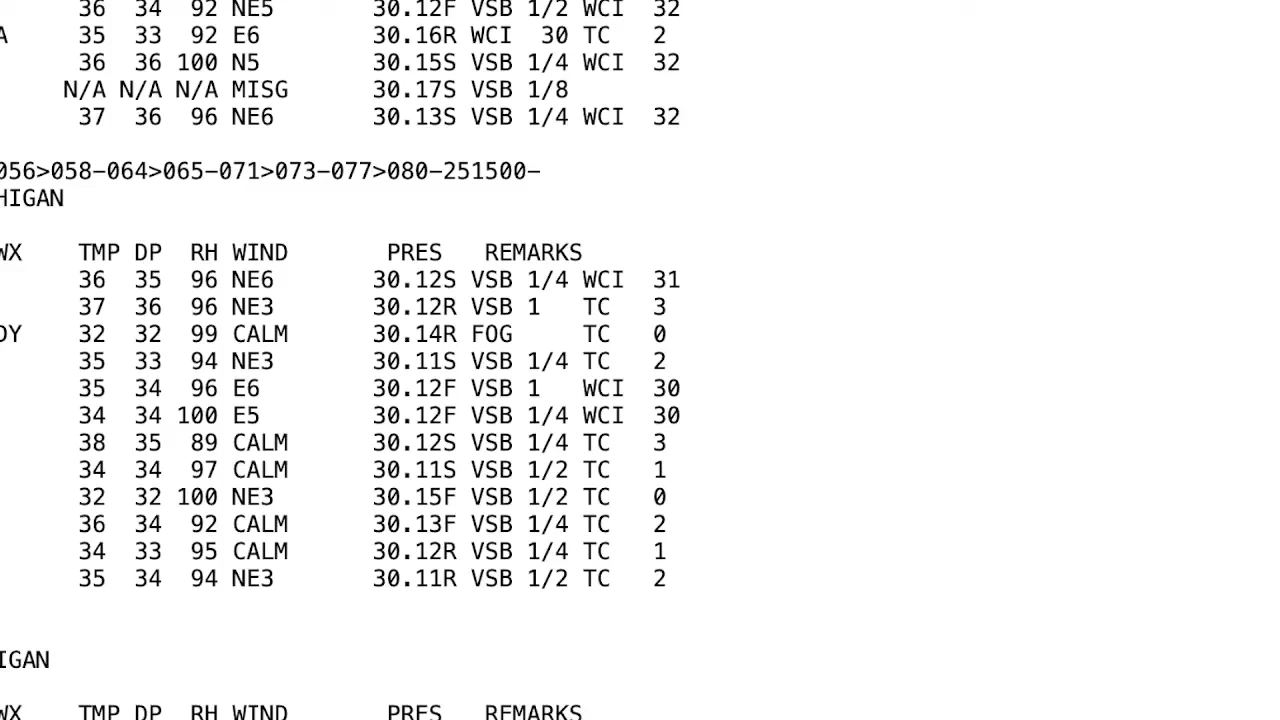 36 34 92 NE5 30.12F VSB 1/2 WCI 32
A 35 33 92 E6 30.16R WCI 30 TC 2
36 36 100 N5 30.15S VSB 1/4 WCI 32
N/A N/A N/A MISG 30.17S VSB 1/8
37 36 96 NE6 30.13S VSB 1/4 WCI 32
056>058-064>065-071>073-077>080-251500-
HIGAN
WX TMP DP RH WIND PRES REMARKS
36 35 96 NE6 30.12S VSB 1/4 WCI 31
37 36 96 NE3 30.12R VSB 1 TC 3
DY 32 32 99 CALM 30.14R FOG TC 0
35 33 94 NE3 30.11S VSB 1/4 TC 2
35 34 96 E6 30.12F VSB 1 WCI 30
34 34 100 E5 30.12F VSB 1/4 WCI 30
38 35 89 CALM 30.12S VSB 1/4 TC 3
34 34 97 CALM 30.11S VSB 1/2 TC 1
32 32 100 NE3 30.15F VSB 1/2 TC 0
36 34 92 CALM 30.13F VSB 1/4 TC 2
34 33 95 CALM 30.12R VSB 1/4 TC 1
35 34 94 NE3 30.11R VSB 1/2 TC 2
IGAN
WX TMP DP RH WIND PRES REMARKS